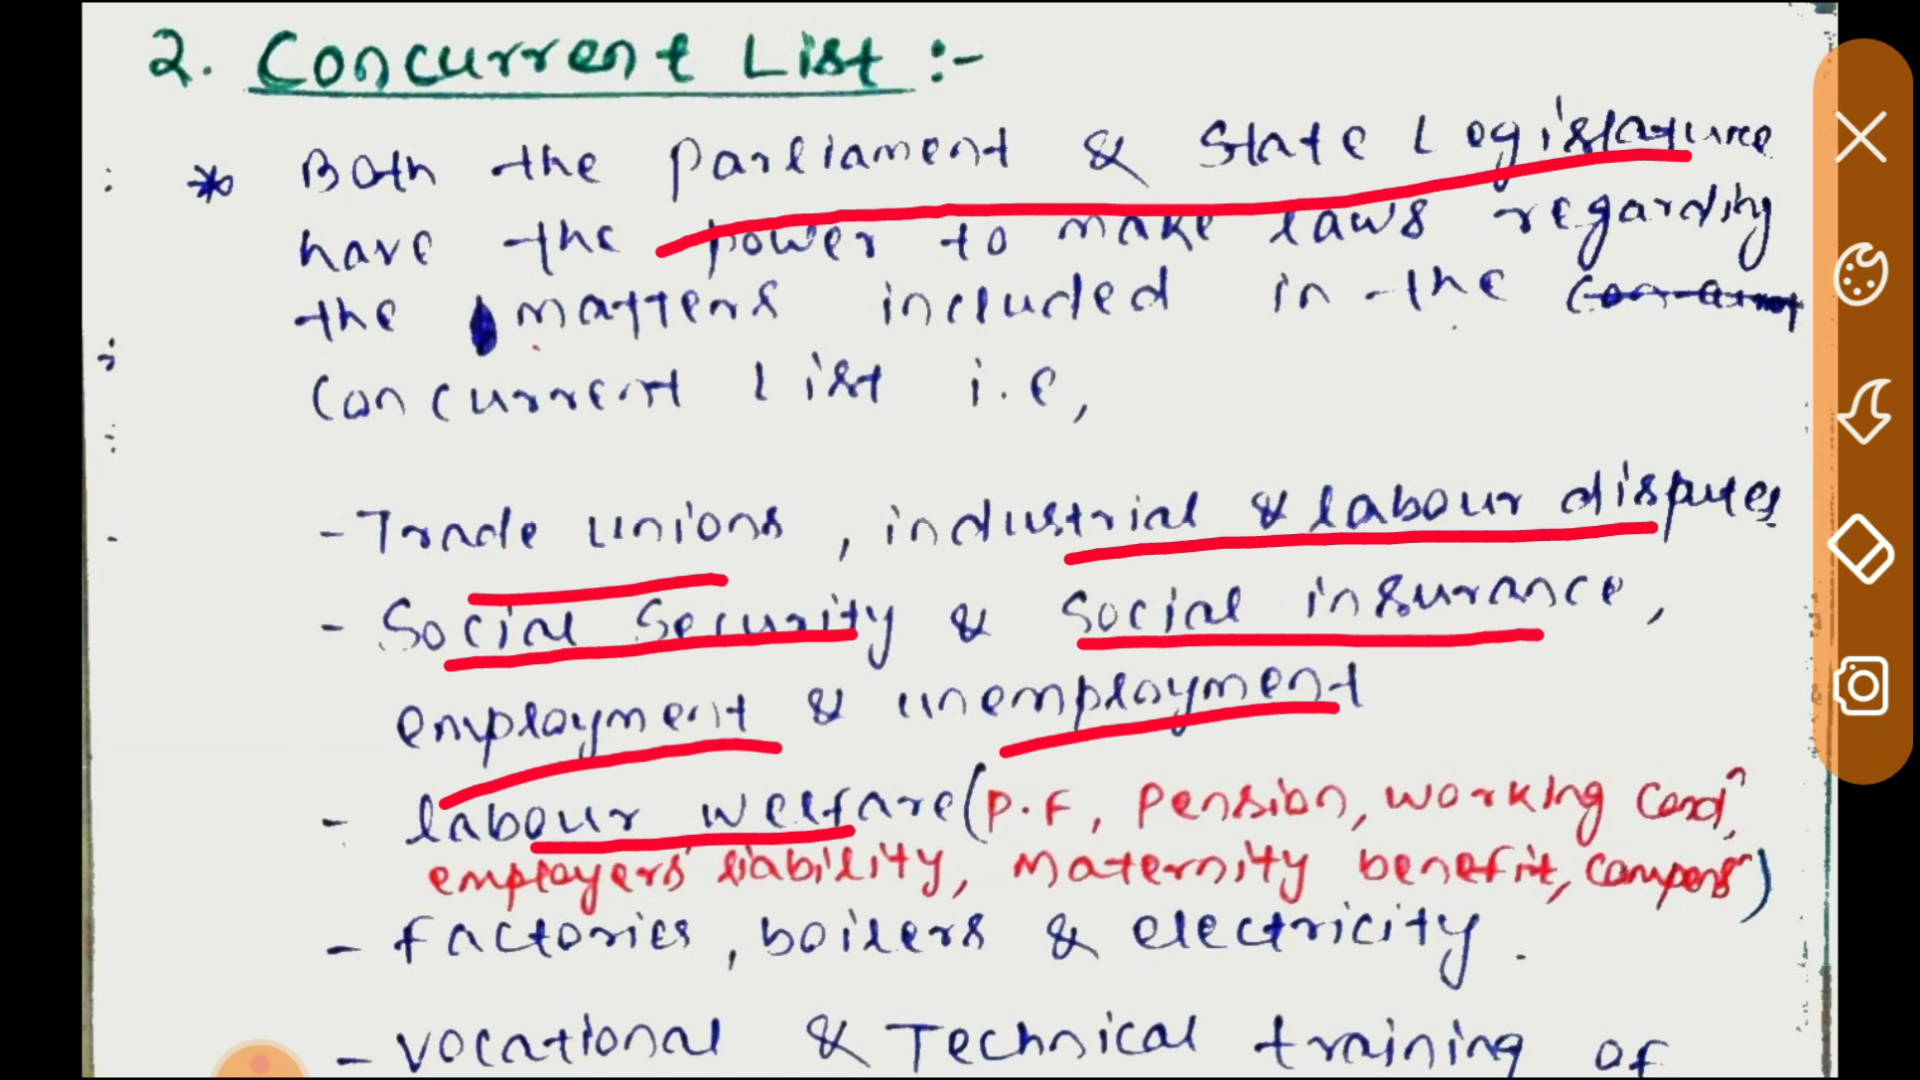 2. Concurrent List :-
* Both the parliament & State Legislature
have the power to make laws regarding
the matters included in the
Concurrent List i.e,
- Trade unions, industrial & labour disputes
- Social Security & Social insurance,
employment & unemployment
- labour welfare (P.F, Pension, working condn,
employers' liability, Maternity benefit, compensn)
- factories, boilers & electricity.
- vocational & Technical training of